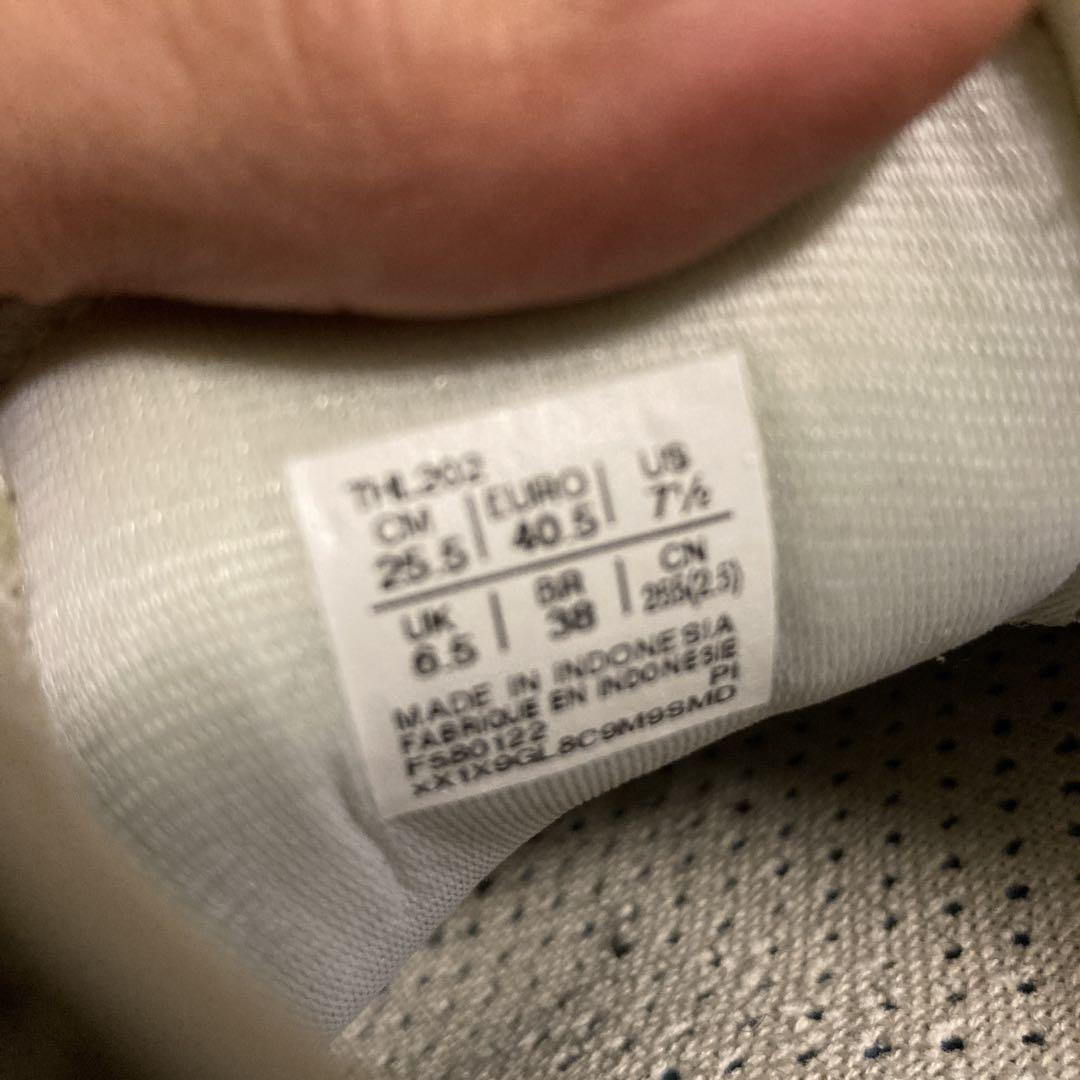 THL202
CM | EURO | US
25.5 | 40.5 | 7½
UK | BR | CN
6.5 | 38 | 255(2.5)
MADE IN INDONESIA
FABRIQUE EN INDONESIE
FSB0122 PI
XX1X9GL8C9M9SMD